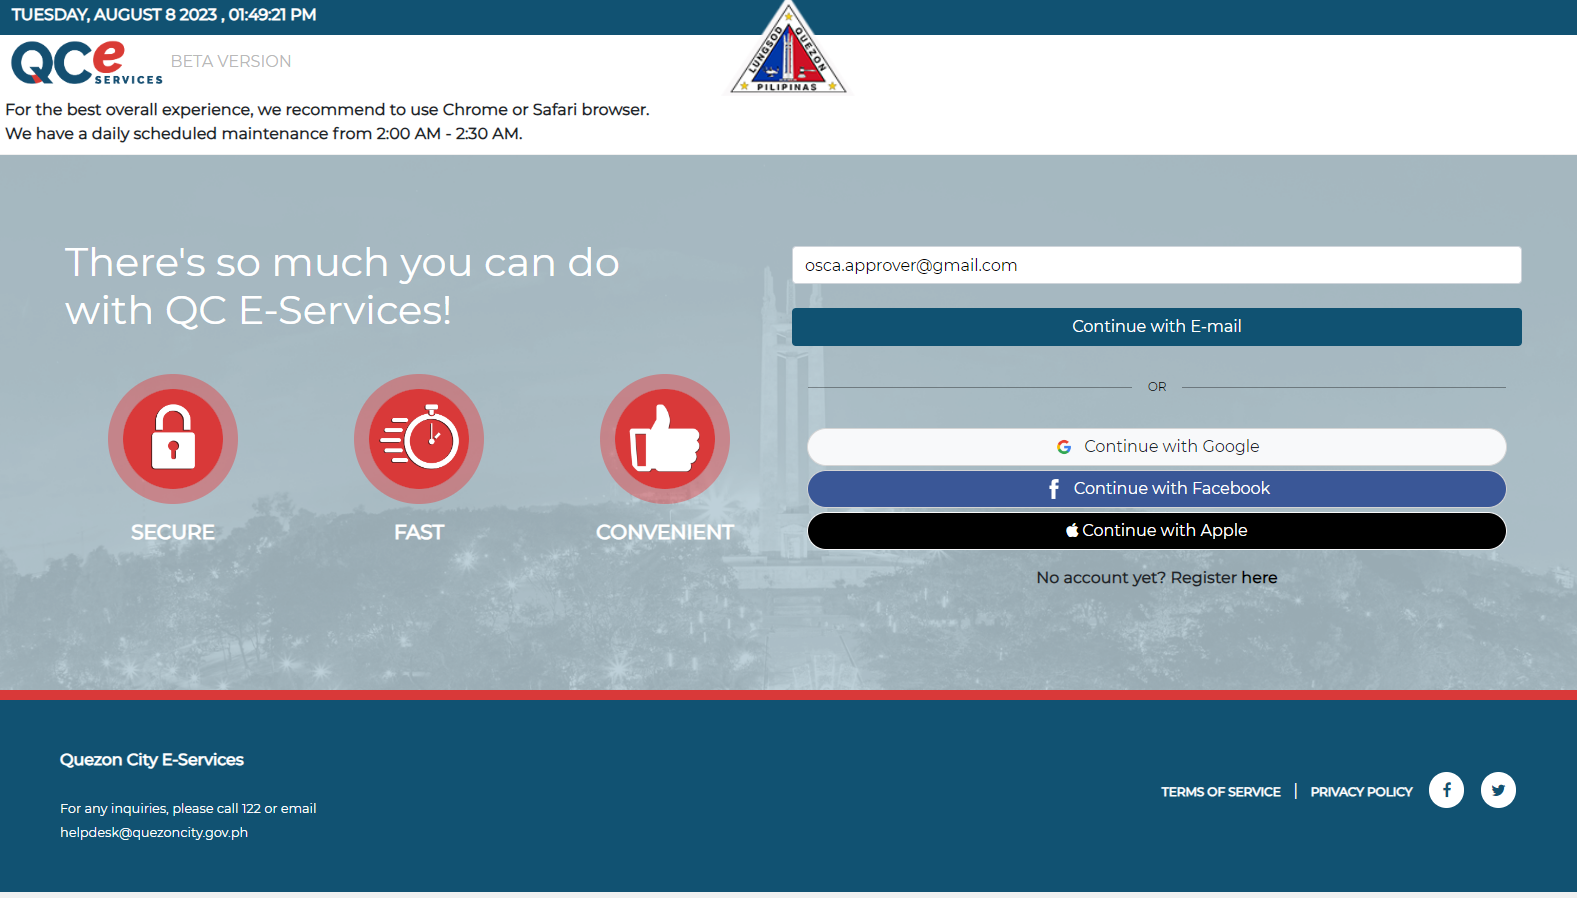 TUESDAY, AUGUST 8 2023 , 01:49:21 PM
QCe SERVICES
BETA VERSION
LUNGSOD QUEZON
PILIPINAS
For the best overall experience, we recommend to use Chrome or Safari browser.
We have a daily scheduled maintenance from 2:00 AM - 2:30 AM.
There's so much you can do
with QC E-Services!
SECURE
FAST
CONVENIENT
osca.approver@gmail.com
Continue with E-mail
OR
Continue with Google
Continue with Facebook
Continue with Apple
No account yet? Register here
Quezon City E-Services
For any inquiries, please call 122 or email
helpdesk@quezoncity.gov.ph
TERMS OF SERVICE | PRIVACY POLICY